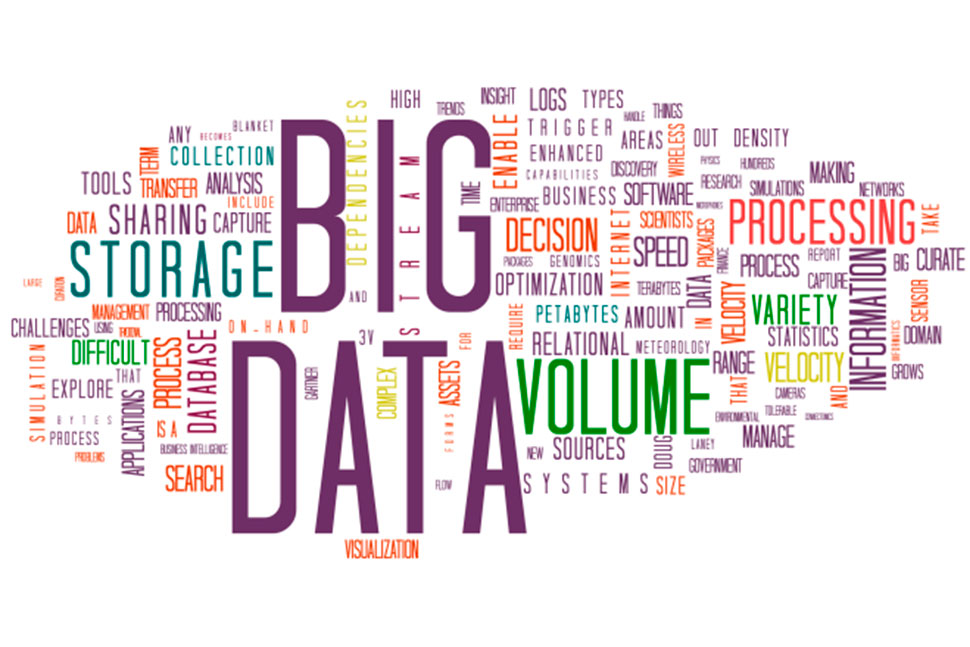 HIGH
TRENDS
INSIGHT
LOGS
TYPES
HANDLE
THINGS
ANY
BECOMES
BLANKET
DEPENDENCIES
BIG
ENABLE
TRIGGER
AREAS
WIRELESS
OUT
DENSITY
TERM
COLLECTION
STREAM
ENHANCED
CAPABILITIES
DISCOVERY
PHYSICS
HUNDREDS
MAKING
TOOLS
TRANSFER
ANALYSIS
INCLUDE
TIME
ENTERPRISE
BUSINESS
SOFTWARE
RESEARCH
SIMULATIONS
NETWORKS
DATA
SHARING
CAPTURE
DECISION
INTERNET
SCIENTISTS
MICROPHONES
PROCESSING
TAKE
STORAGE
PACKAGES
GENOMICS
SPEED
PACKAGES
FINANCE
PROCESS
REPORT
INFORMATION
BIG
CURATE
LARGE
CURATION
AND
OPTIMIZATION
TERABYTES
DATA
CAPTURE
SENSOR
MANAGEMENT
PROCESSING
REQUIRE
PETABYTES
AMOUNT
IN
VELOCITY
VARIETY
CHALLENGES
USING
ON-HAND
3V
FOR
RELATIONAL
METEOROLOGY
STATISTICS
INFORMATICS
DOMAIN
SIMULATION
DIFFICULT
PROCESS
DATABASE
DATA
GARTNER
COMPLEX
ASSETS
VOLUME
RANGE
THAT
VELOCITY
GROWS
EXPLORE
THAT
CAMERAS
AND
BYTES
APPLICATIONS
IS A
FORMS
ENVIRONMENTAL
TOLERABLE
CONNECTOMICS
PROCESS
BUSINESS INTELLIGENCE
NEW
SOURCES
DOUG
LANEY
MANAGE
PROBLEMS
SEARCH
FLOW
SYSTEMS
SIZE
GOVERNMENT
VISUALIZATION